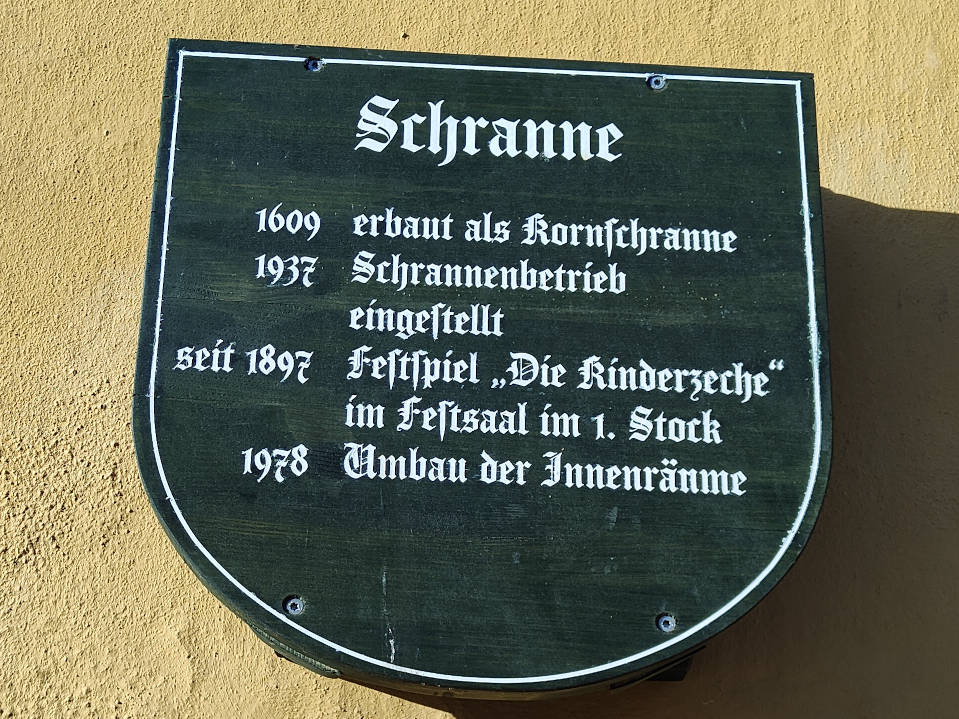 Schranne
1609 erbaut als Kornſchranne
1937 Schrannenbetrieb
eingeſtellt
seit 1897 Feſtſpiel „Die Kinderzeche“
im Feſtsaal im 1. Stock
1978 Umbau der Innenränme